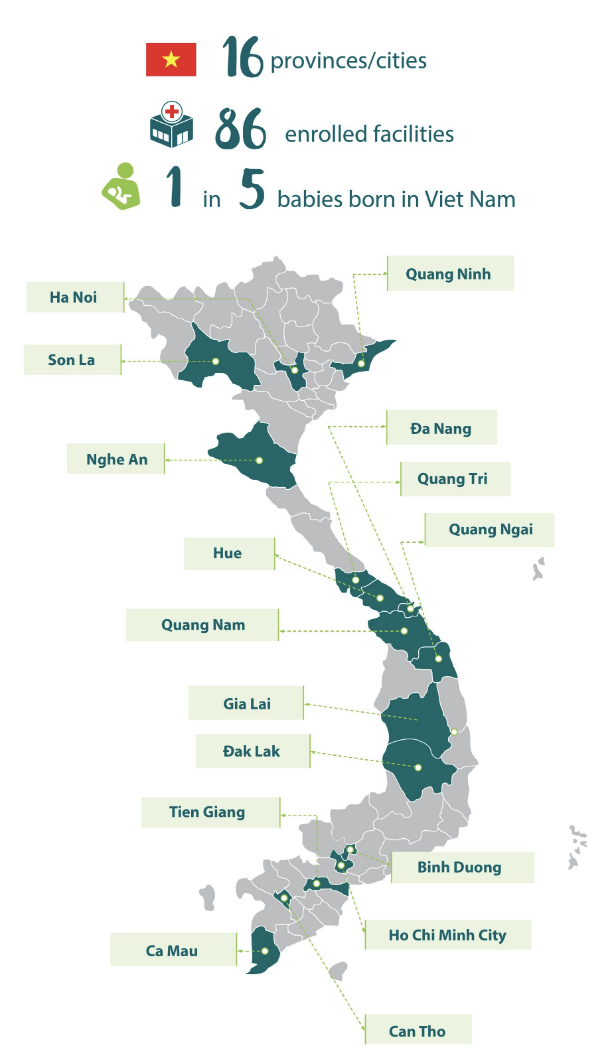 16 provinces/cities
86 enrolled facilities
1 in 5 babies born in Viet Nam
Quang Ninh
Ha Noi
Son La
Đa Nang
Nghe An
Quang Tri
Quang Ngai
Hue
Quang Nam
Gia Lai
Đak Lak
Tien Giang
Binh Duong
Ho Chi Minh City
Ca Mau
Can Tho